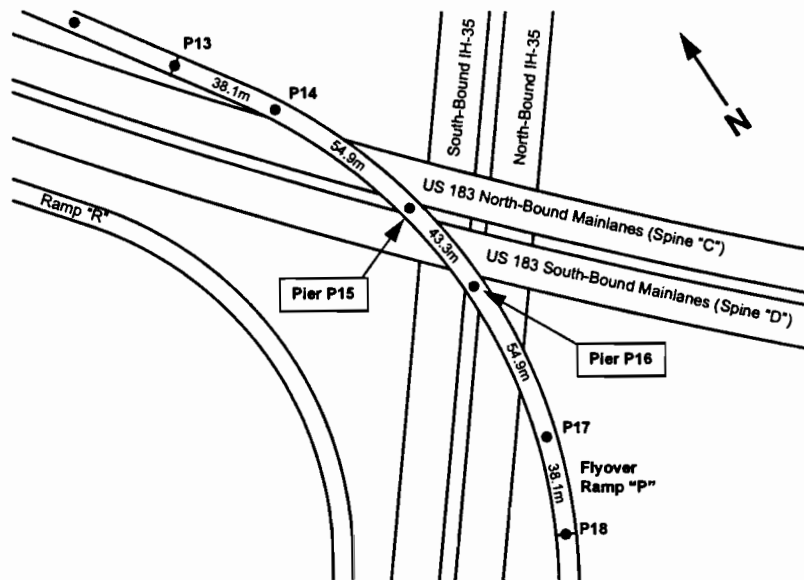 P13
38.1m
P14
South-Bound IH-35
North-Bound IH-35
N
54.9m
US 183 North-Bound Mainlanes (Spine "C")
Ramp "R"
43.3m
US 183 South-Bound Mainlanes (Spine "D")
Pier P15
Pier P16
54.9m
P17
38.1m
Flyover
Ramp "P"
P18